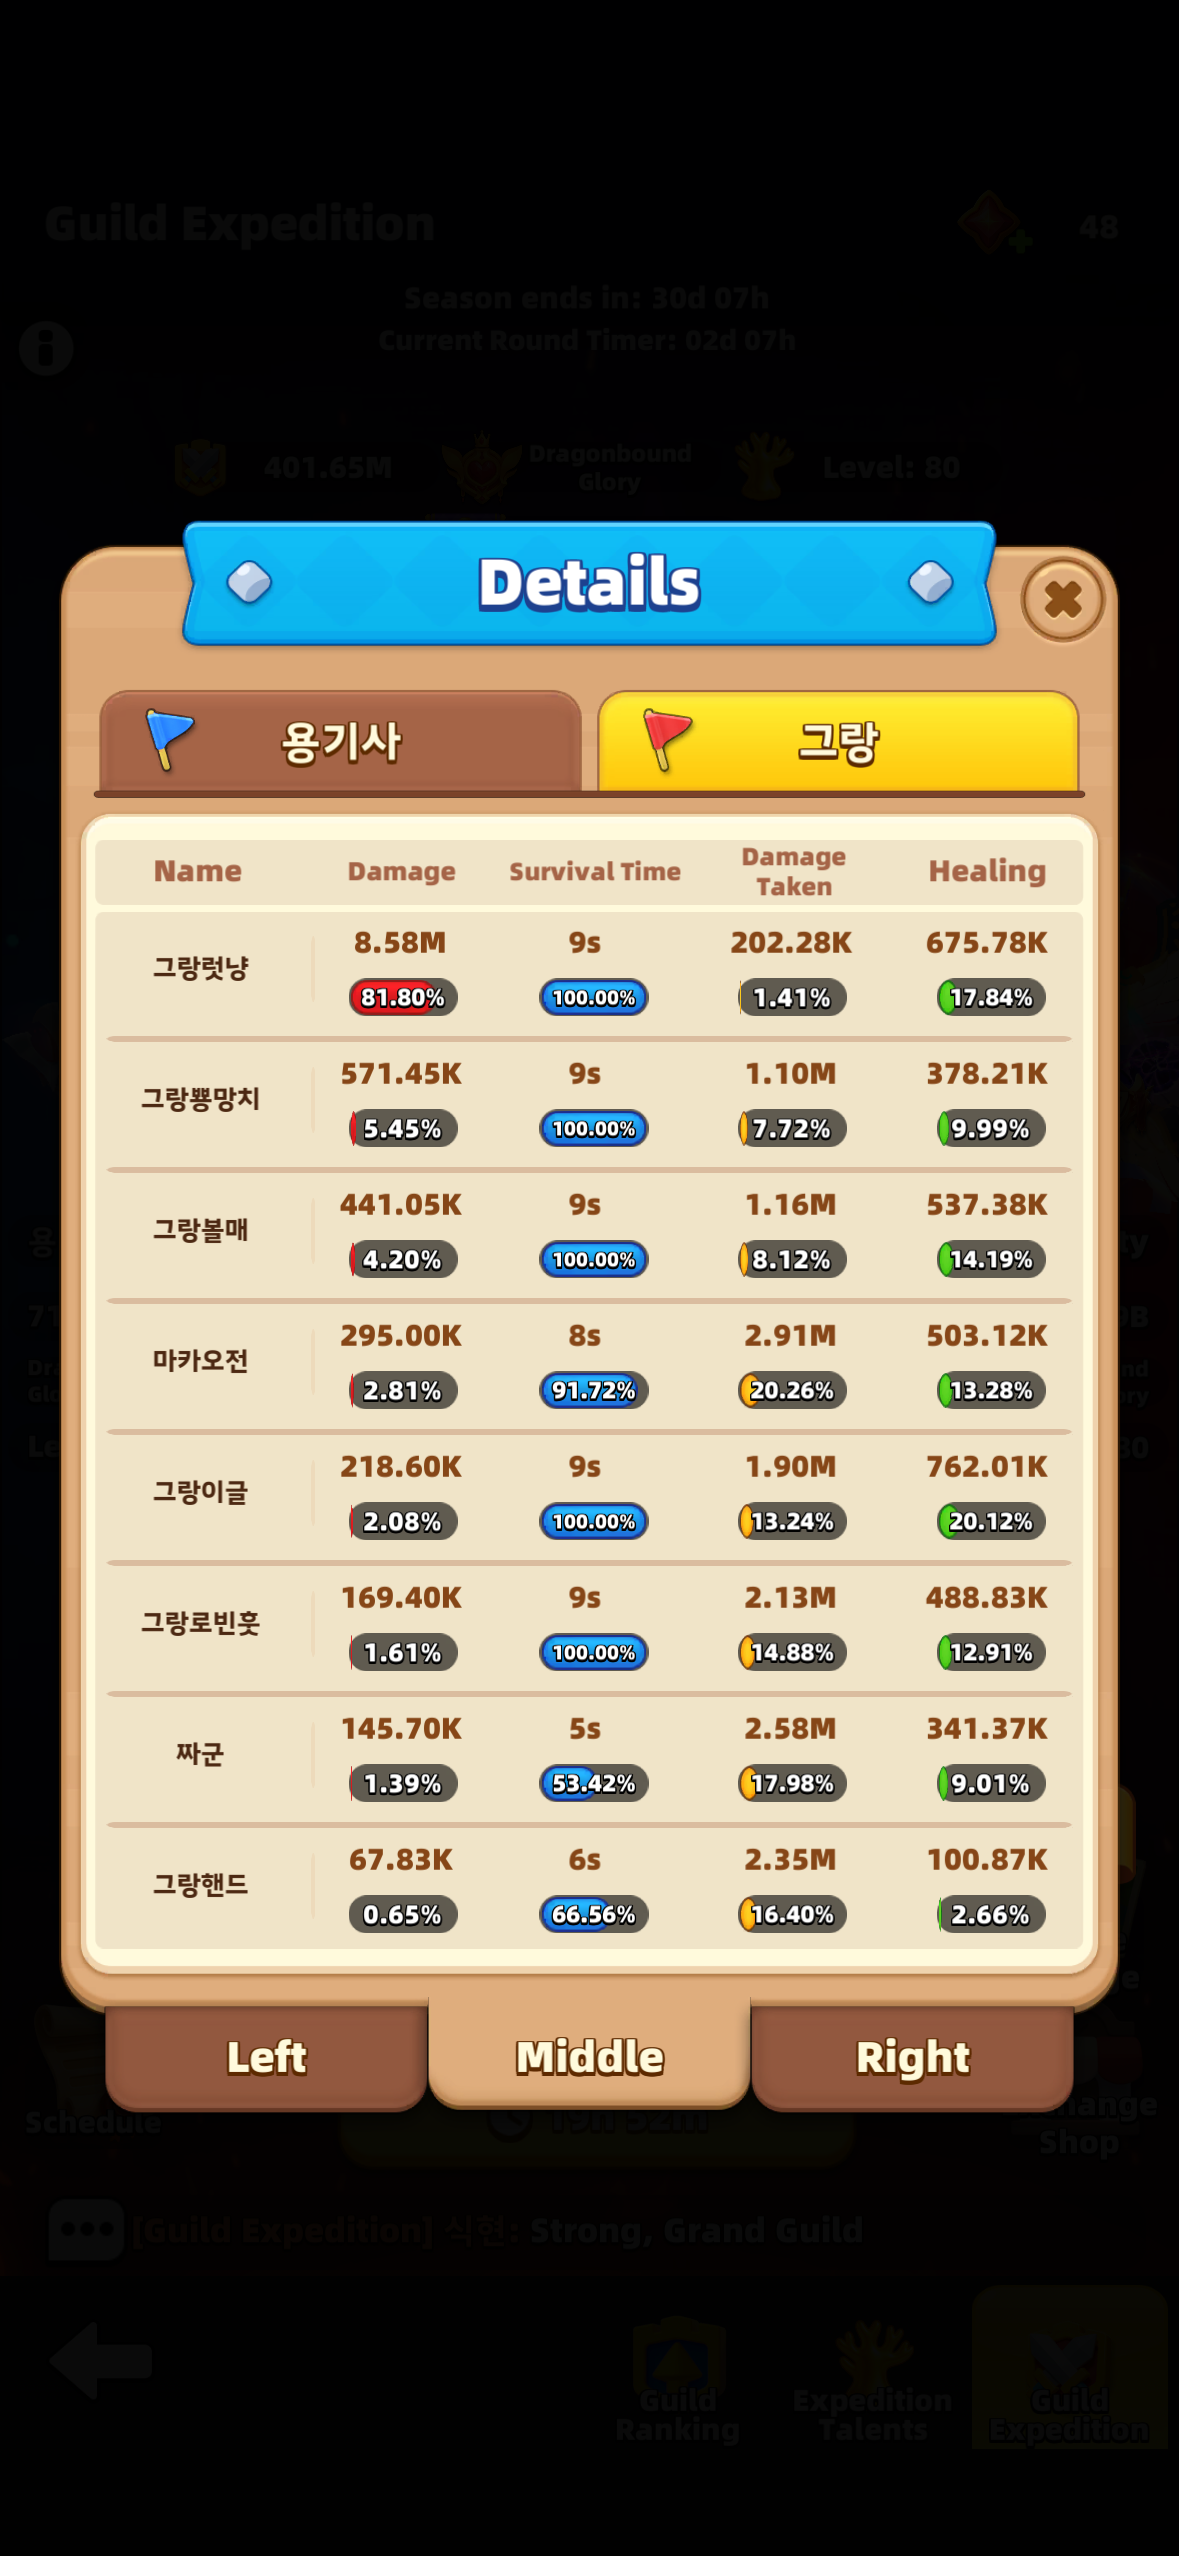 Guild Expedition
48
Season ends in: 30d 07h
Current Round Timer: 02d 07h
401.65M
Dragonbound
Glory
Level: 80
Details
용기사
그랑
Name Damage Survival Time Damage Taken Healing
그랑럿냥 8.58M 9s 202.28K 675.78K
81.80% 100.00% 1.41% 17.84%
그랑뿅망치 571.45K 9s 1.10M 378.21K
5.45% 100.00% 7.72% 9.99%
그랑볼매 441.05K 9s 1.16M 537.38K
4.20% 100.00% 8.12% 14.19%
마카오전 295.00K 8s 2.91M 503.12K
2.81% 91.72% 20.26% 13.28%
그랑이글 218.60K 9s 1.90M 762.01K
2.08% 100.00% 13.24% 20.12%
그랑로빈훗 169.40K 9s 2.13M 488.83K
1.61% 100.00% 14.88% 12.91%
짜군 145.70K 5s 2.58M 341.37K
1.39% 53.42% 17.98% 9.01%
그랑핸드 67.83K 6s 2.35M 100.87K
0.65% 66.56% 16.40% 2.66%
Left
Middle
Right
Schedule
19h 52m
Shop
[Guild Expedition] 식현: Strong, Grand Guild
Guild
Ranking
Expedition
Talents
Guild
Expedition